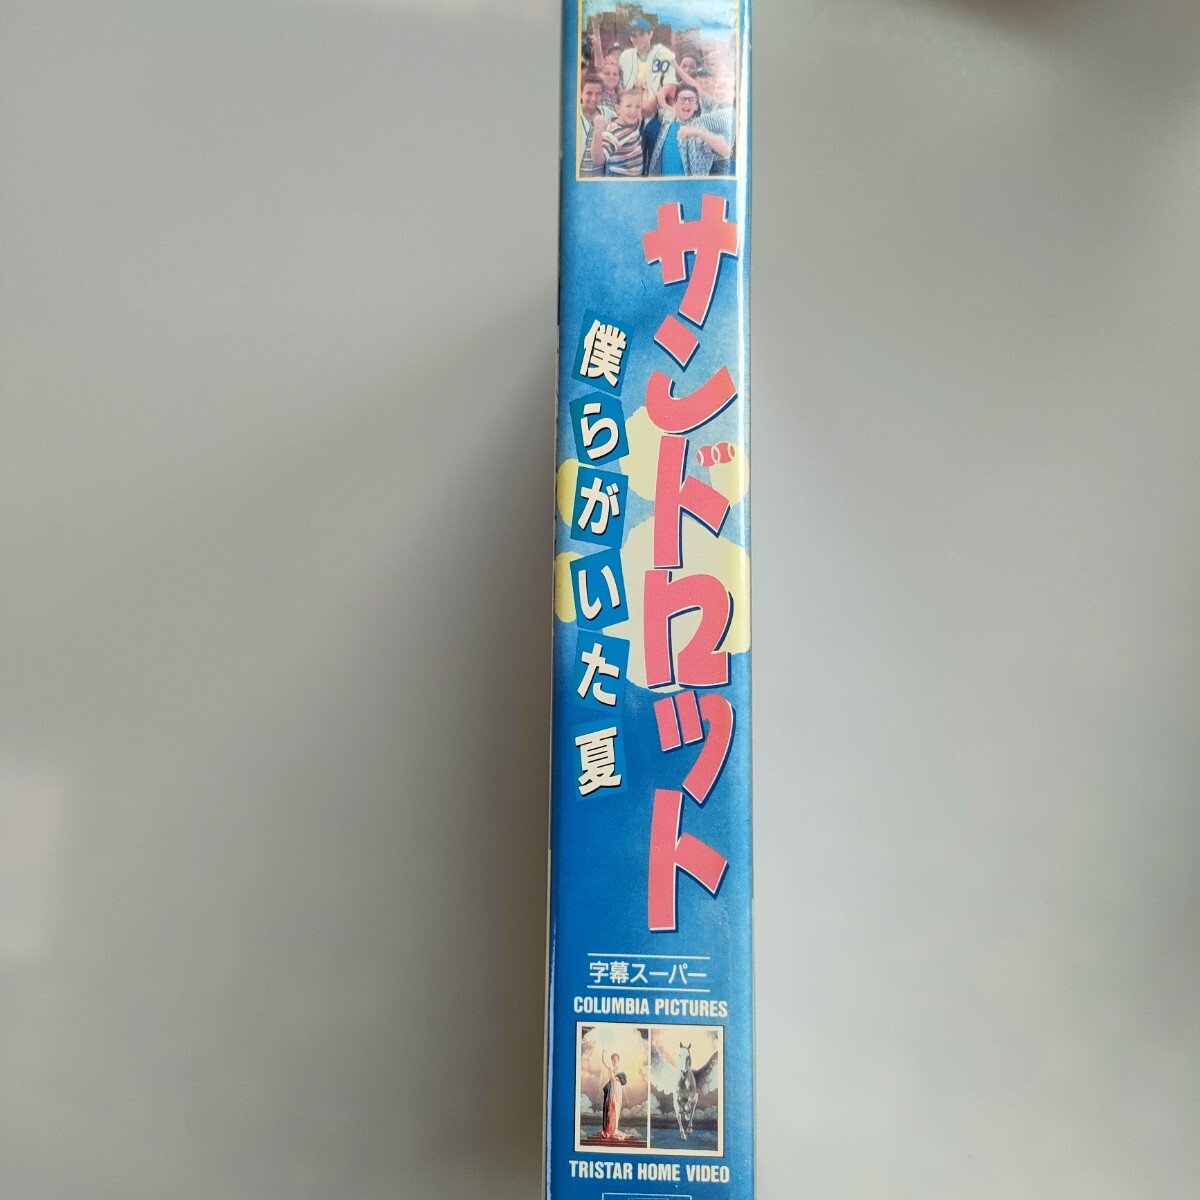 30
サンドロット
僕らがいた夏
字幕スーパー
COLUMBIA PICTURES
TRISTAR HOME VIDEO